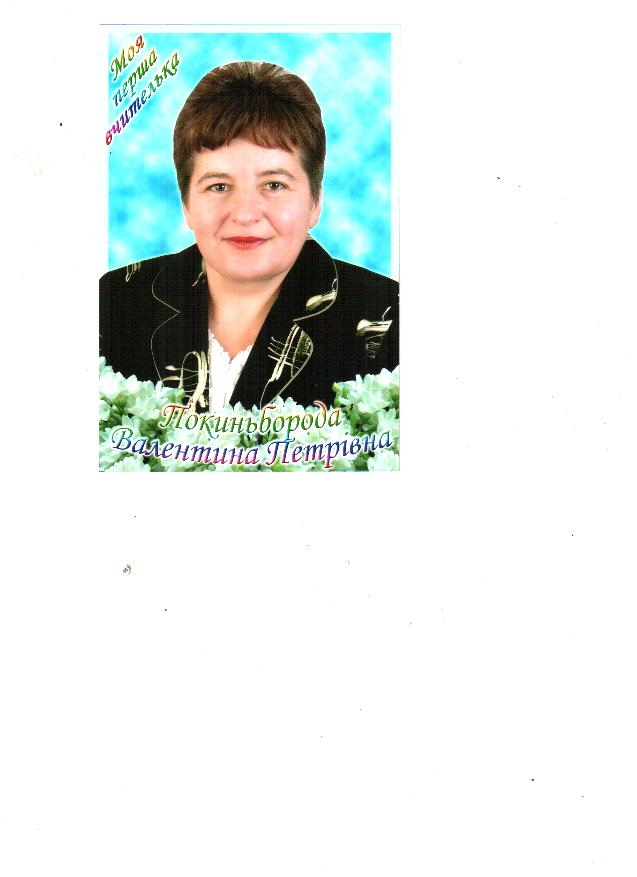 Моя
перша
вчителька
Покиньборода
Валентина Петрівна